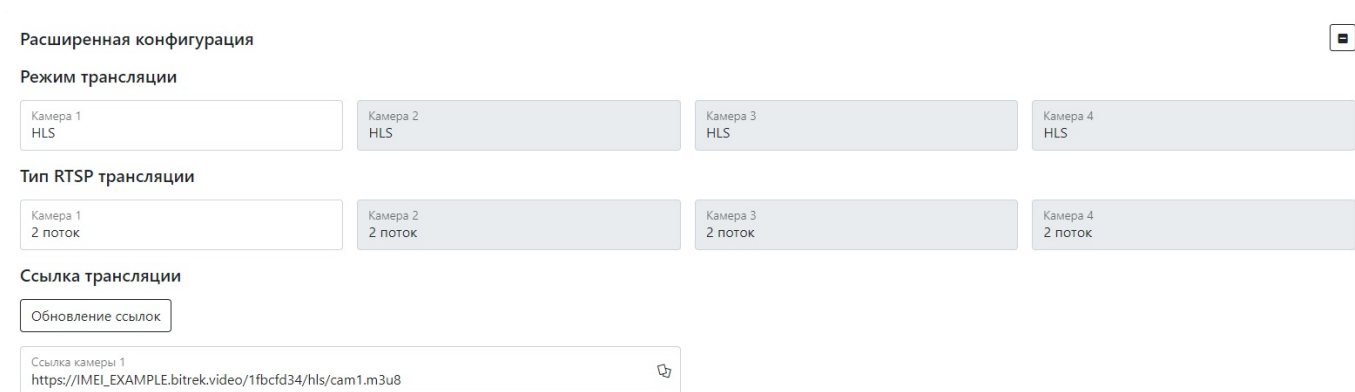 Расширенная конфигурация
Режим трансляции
Камера 1 Камера 2 Камера 3 Камера 4
HLS HLS HLS HLS
Тип RTSP трансляции
Камера 1 Камера 2 Камера 3 Камера 4
2 поток 2 поток 2 поток 2 поток
Ссылка трансляции
Обновление ссылок
Ссылка камеры 1
https://IMEI_EXAMPLE.bitrek.video/1fbcfd34/hls/cam1.m3u8